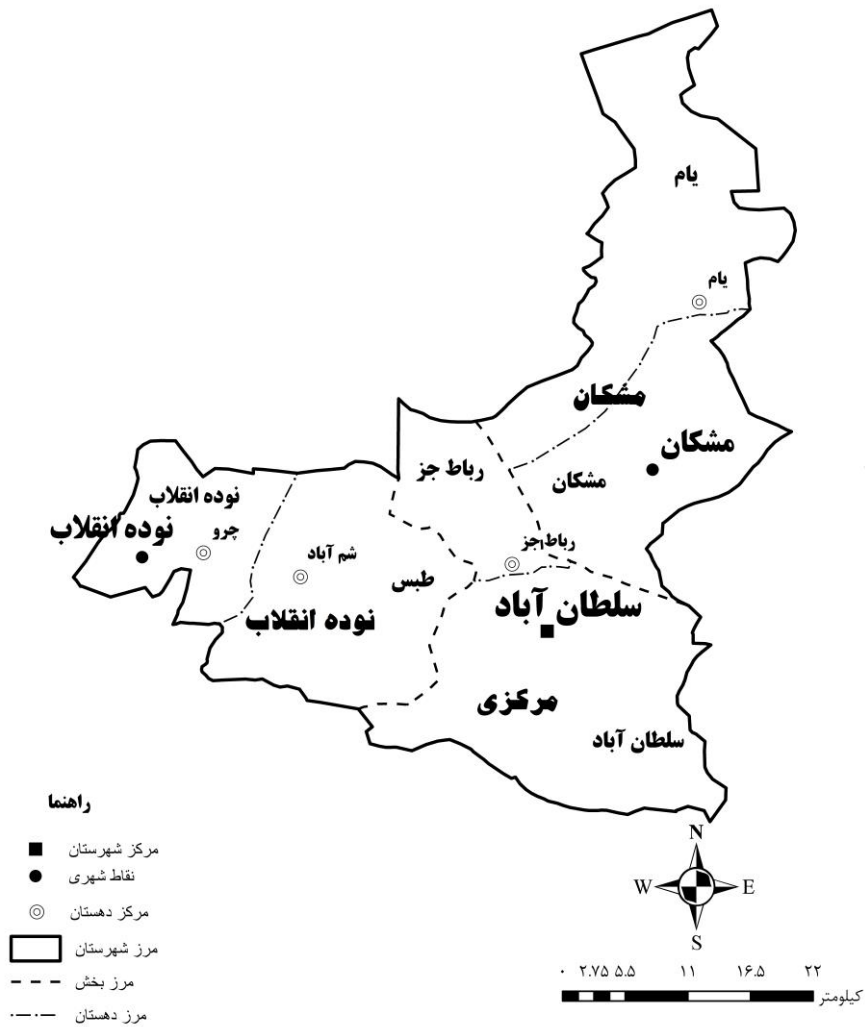 یام
یام
مشکان
مشکان
مشکان
رباط جز
نوده انقلاب
نوده انقلاب
چرو
شم آباد
رباط جز
طبس
نوده انقلاب
سلطان آباد
مرکزی
سلطان آباد
راهنما
مرکز شهرستان
نقاط شهری
مرکز دهستان
مرز شهرستان
مرز بخش
مرز دهستان
N
W E
S
۰ ۲.۷۵ ۵.۵ ۱۱ ۱۶.۵ ۲۲
کیلومتر